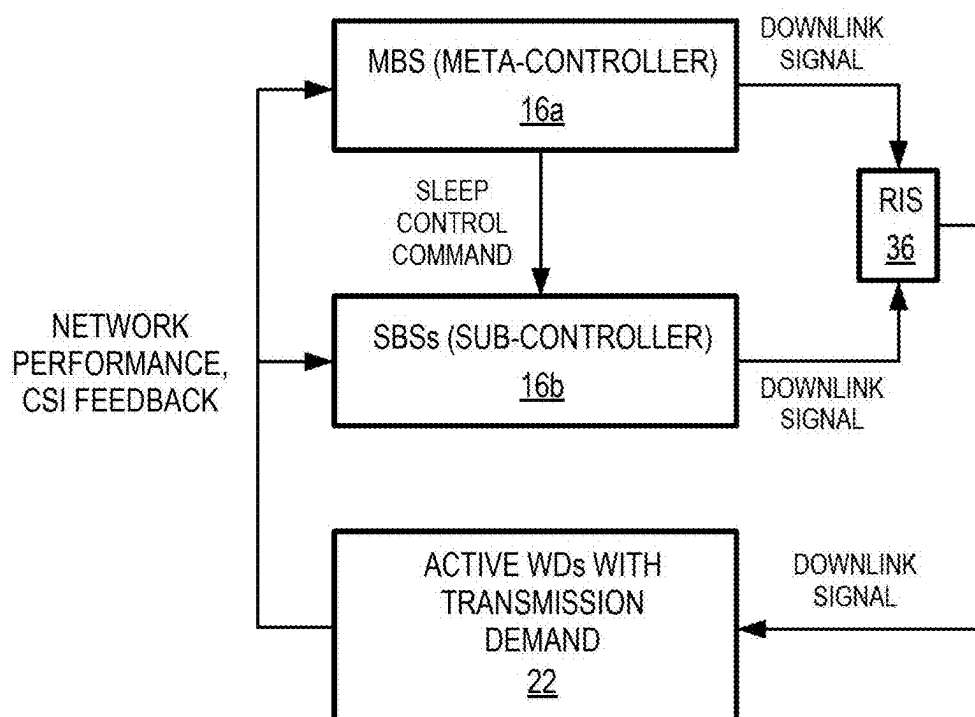 MBS (META-CONTROLLER)
16a
DOWNLINK
SIGNAL
SLEEP
CONTROL
COMMAND
RIS
36
NETWORK
PERFORMANCE,
CSI FEEDBACK
SBSs (SUB-CONTROLLER)
16b
DOWNLINK
SIGNAL
ACTIVE WDs WITH
TRANSMISSION
DEMAND
22
DOWNLINK
SIGNAL